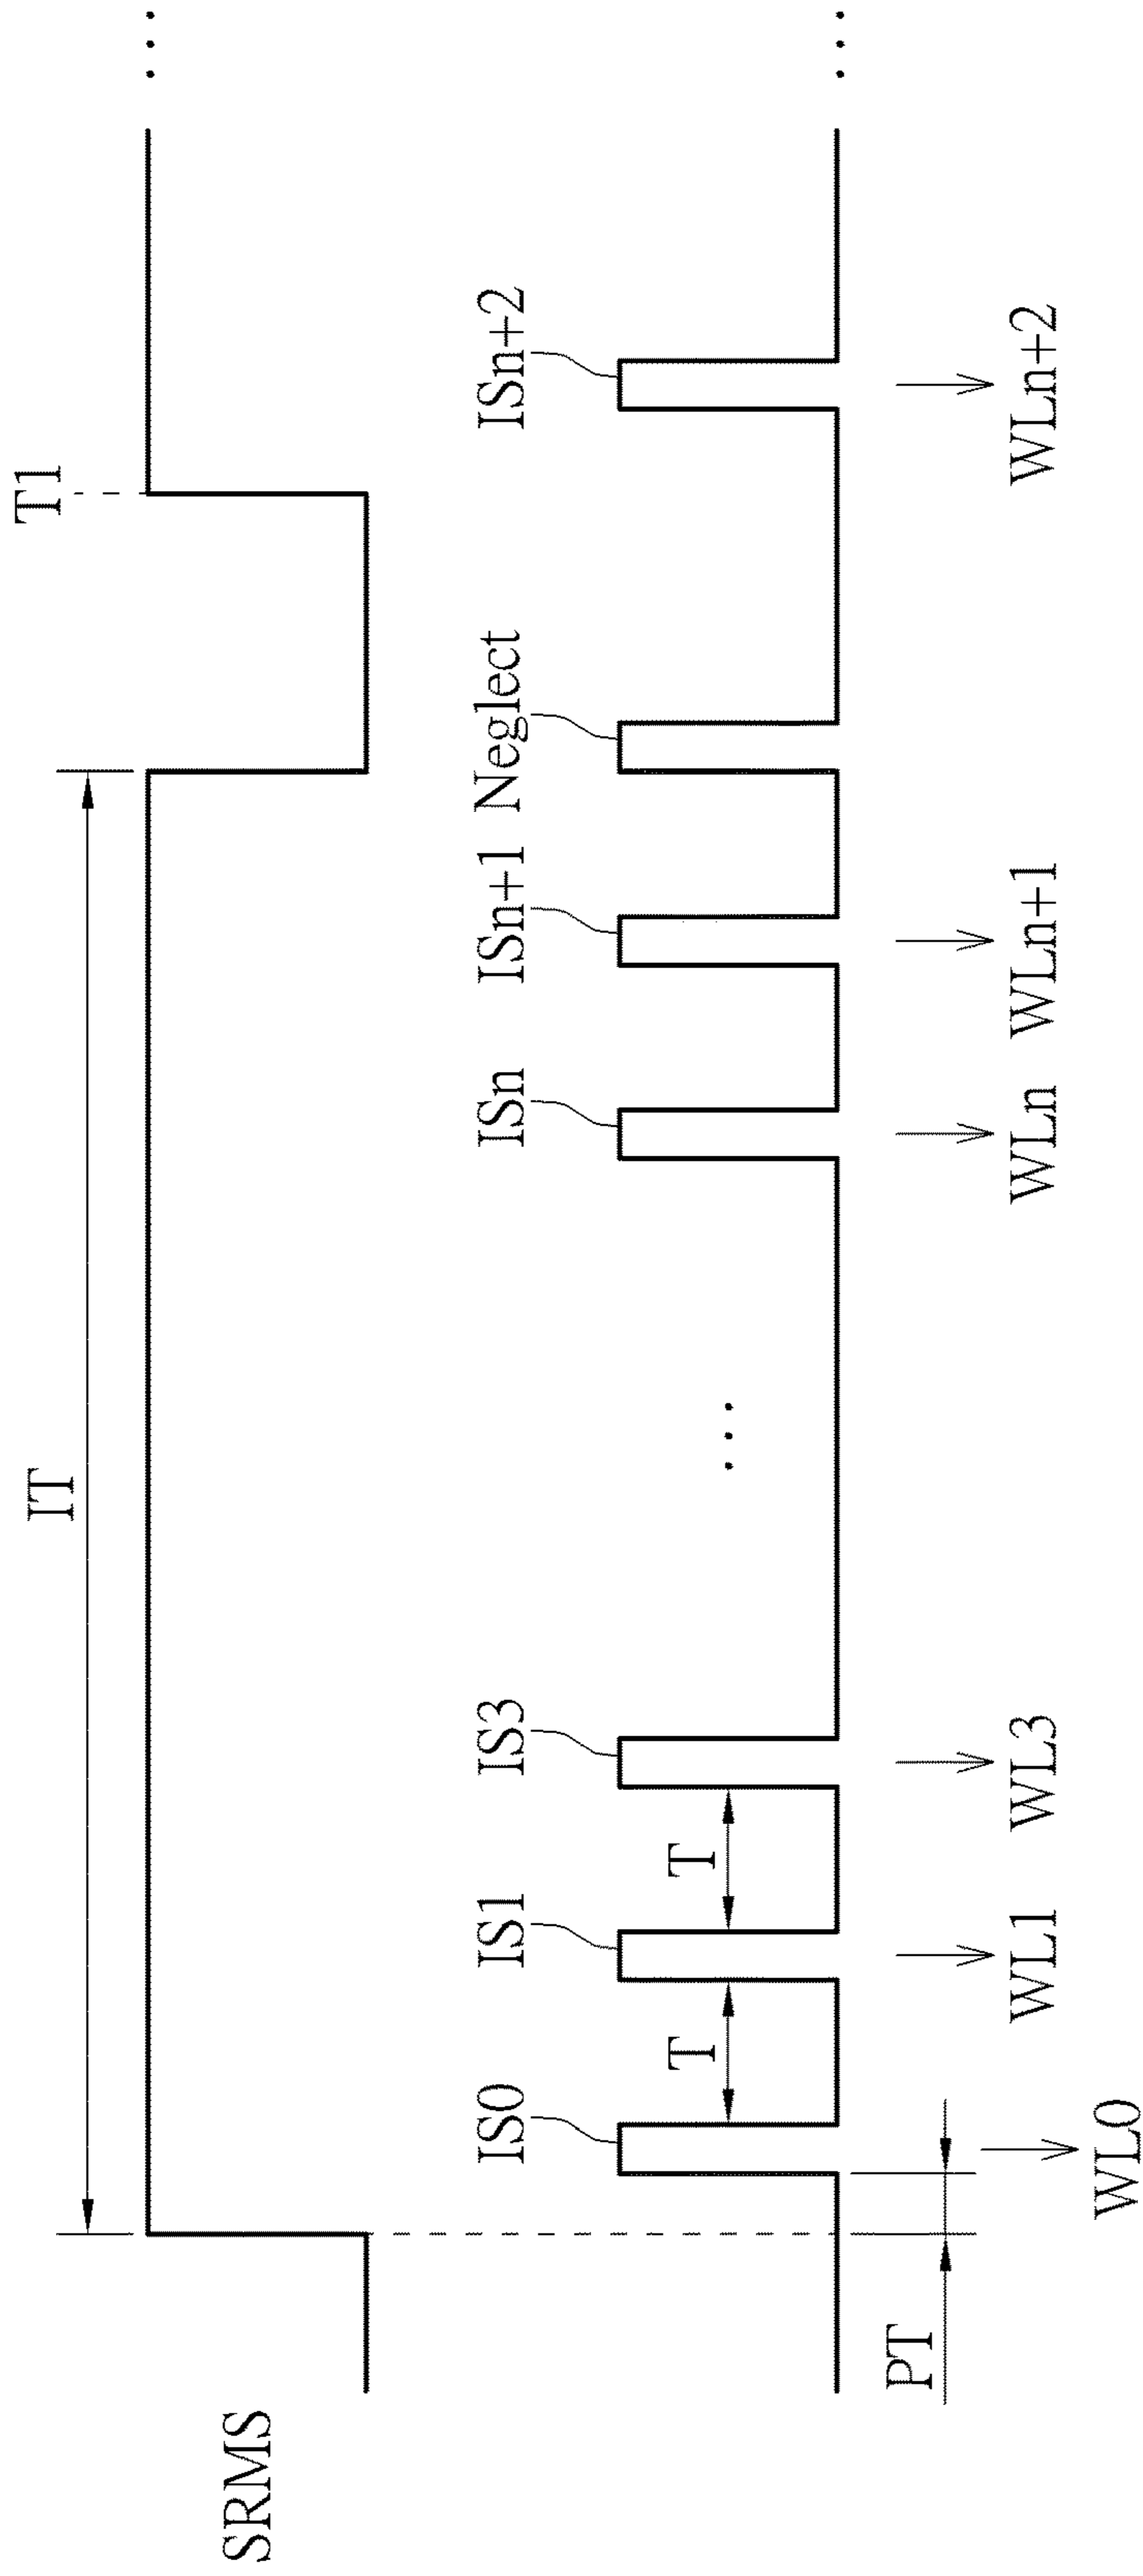 IT
T1
SRMS
IS0
IS1
IS3
ISn
ISn+1
Neglect
ISn+2
T
T
PT
WL0
WL1
WL3
WLn
WLn+1
WLn+2